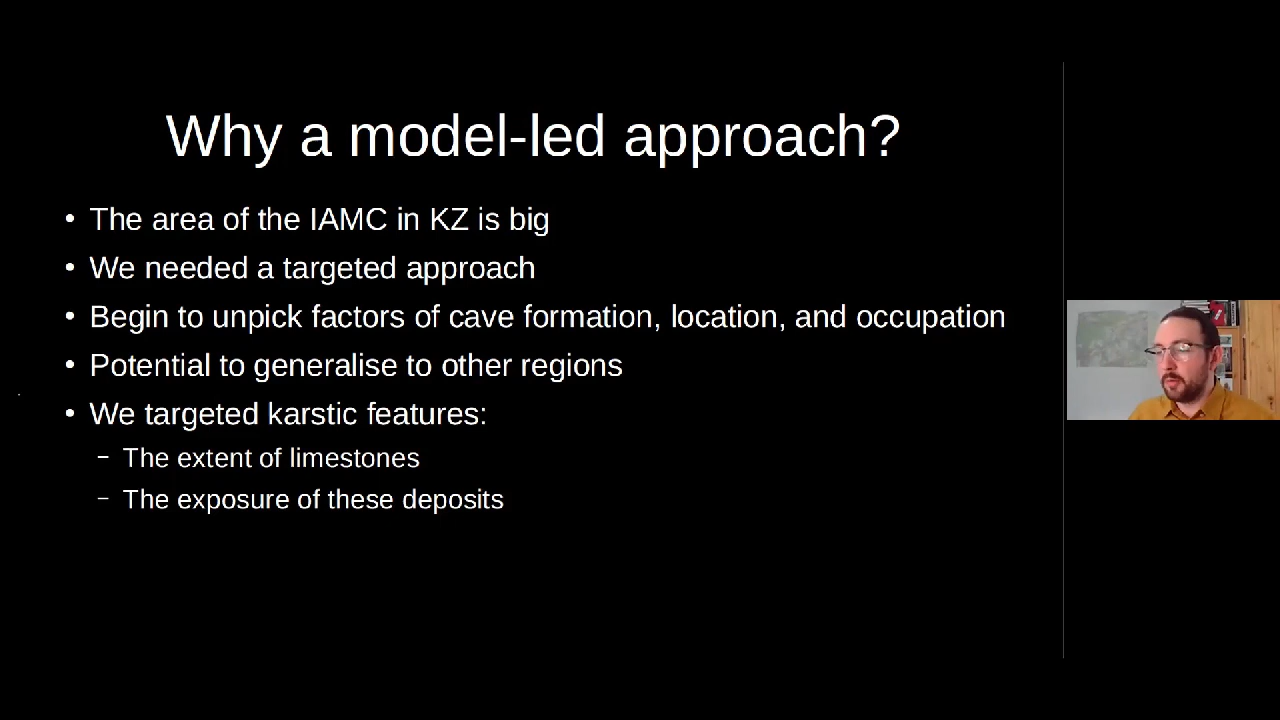 Why a model-led approach?
• The area of the IAMC in KZ is big
• We needed a targeted approach
• Begin to unpick factors of cave formation, location, and occupation
• Potential to generalise to other regions
• We targeted karstic features:
– The extent of limestones
– The exposure of these deposits